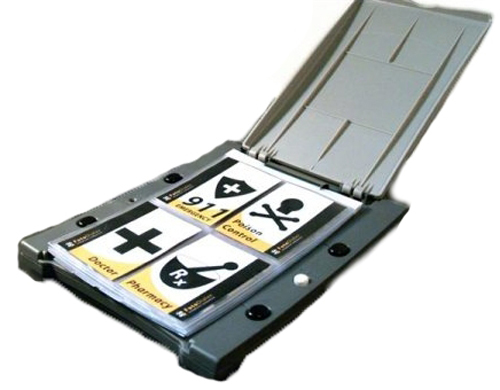 911
EMERGENCY
Poison
Control
Doctor
Rx
Pharmacy